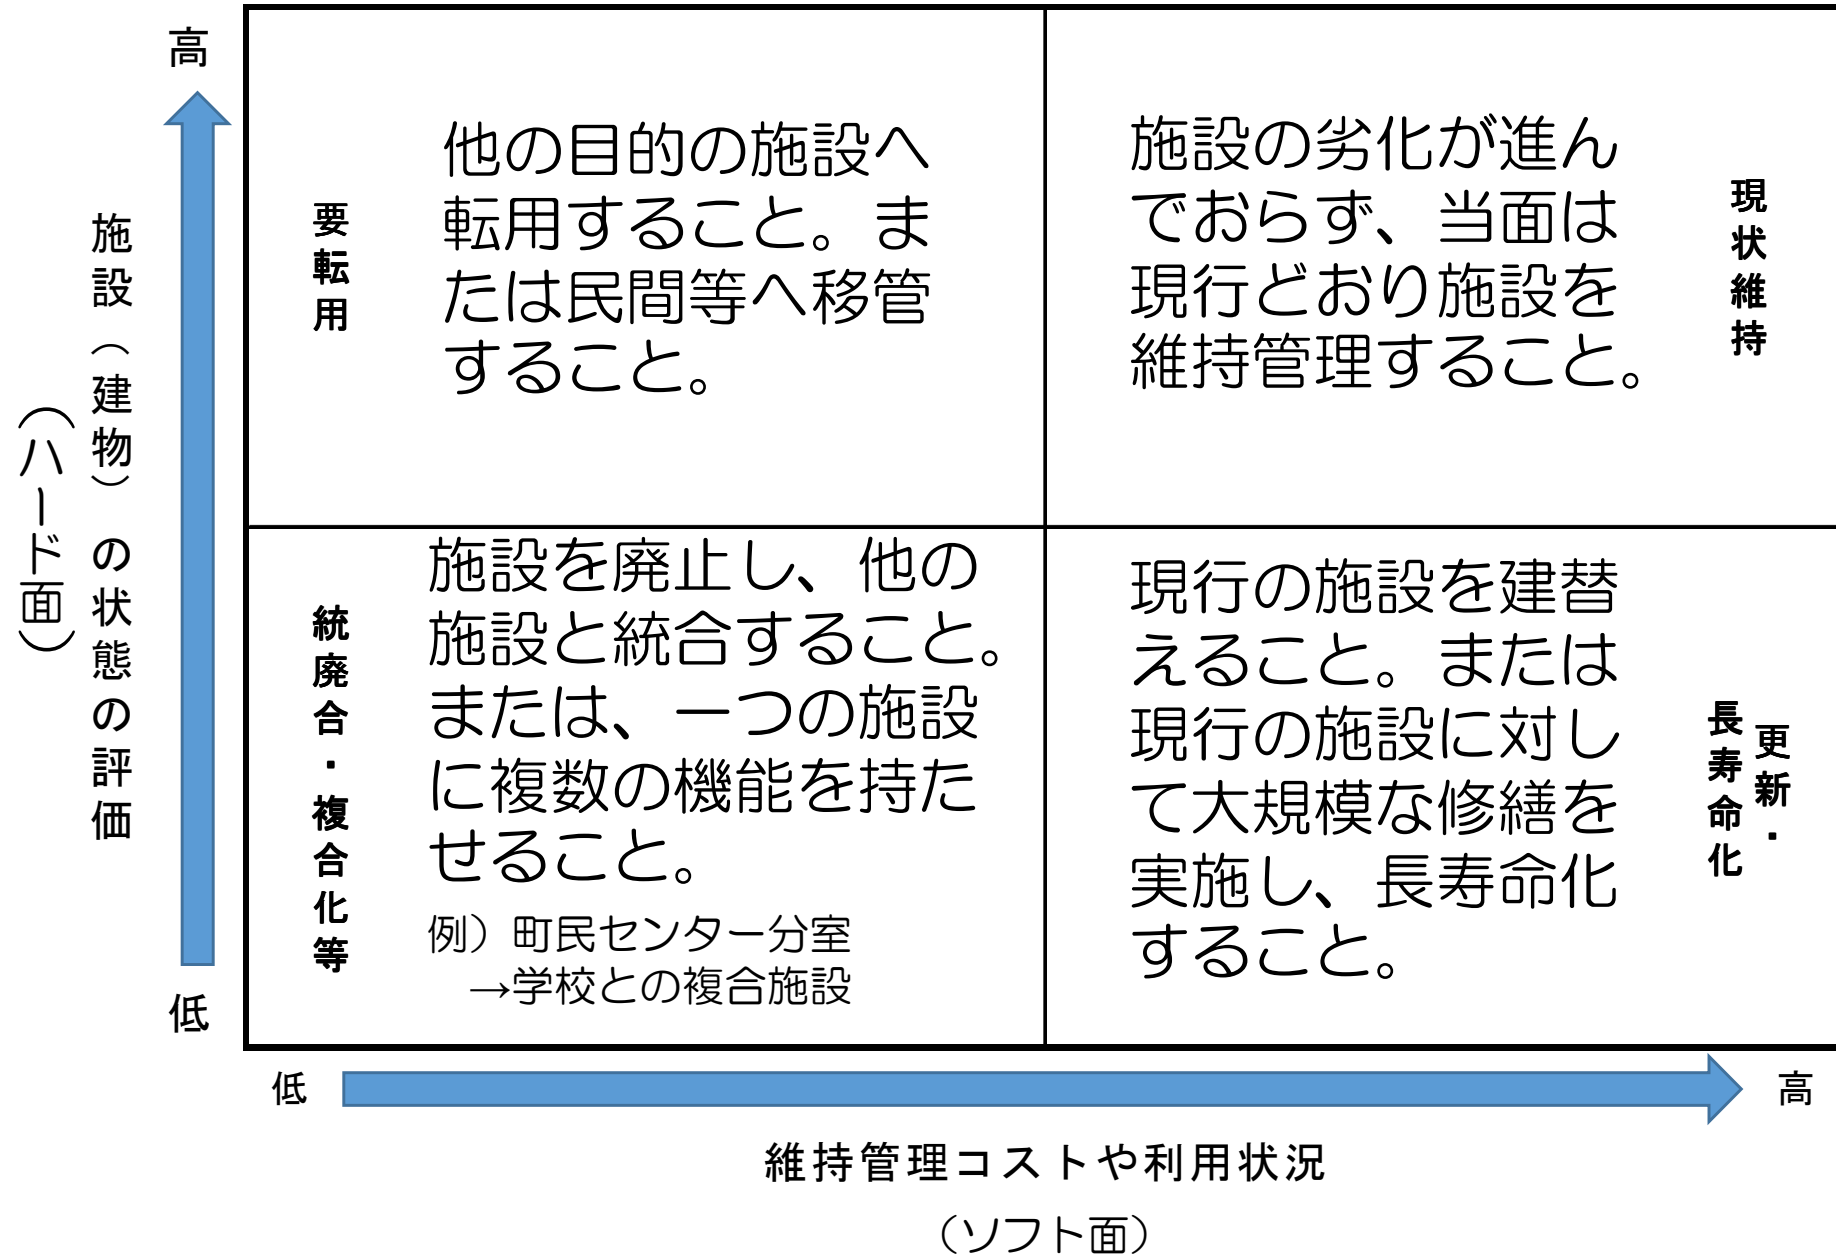 高
施設（建物）の状態の評価
（ハード面）
低
要転用
他の目的の施設へ
転用すること。ま
たは民間等へ移管
すること。
施設の劣化が進ん
でおらず、当面は
現行どおり施設を
維持管理すること。
現状維持
統廃合・複合化等
施設を廃止し、他の
施設と統合すること。
または、一つの施設
に複数の機能を持た
せること。
例）町民センター分室
→学校との複合施設
現行の施設を建替
えること。または
現行の施設に対し
て大規模な修繕を
実施し、長寿命化
すること。
更新・
長寿命化
低
高
維持管理コストや利用状況
（ソフト面）